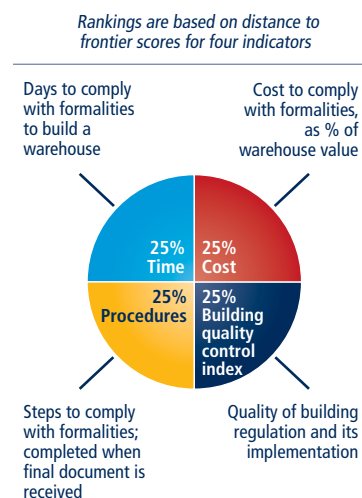 Rankings are based on distance to
frontier scores for four indicators
Days to comply
with formalities
to build a
warehouse
Cost to comply
with formalities,
as % of
warehouse value
25%
Time
25%
Cost
25%
Procedures
25%
Building
quality
control
index
Steps to comply
with formalities;
completed when
final document is
received
Quality of building
regulation and its
implementation